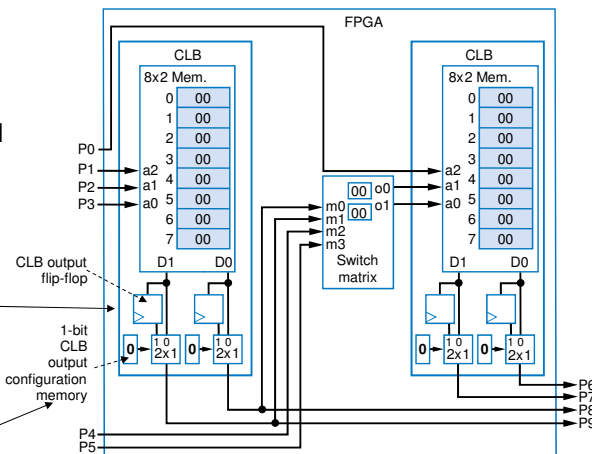 FPGA
CLB
8x2 Mem.
0 00
1 00
2 00
3 00
4 00
5 00
6 00
7 00
a2
a1
a0
D1 D0
P0
P1
P2
P3
CLB output
flip-flop
1-bit
CLB
output
configuration
memory
0
1 0
2x1
0
1 0
2x1
P4
P5
m0
m1
m2
m3
00
00
o0
o1
Switch
matrix
CLB
8x2 Mem.
0 00
1 00
2 00
3 00
4 00
5 00
6 00
7 00
a2
a1
a0
D1 D0
0
1 0
2x1
0
1 0
2x1
P6
P7
P8
P9